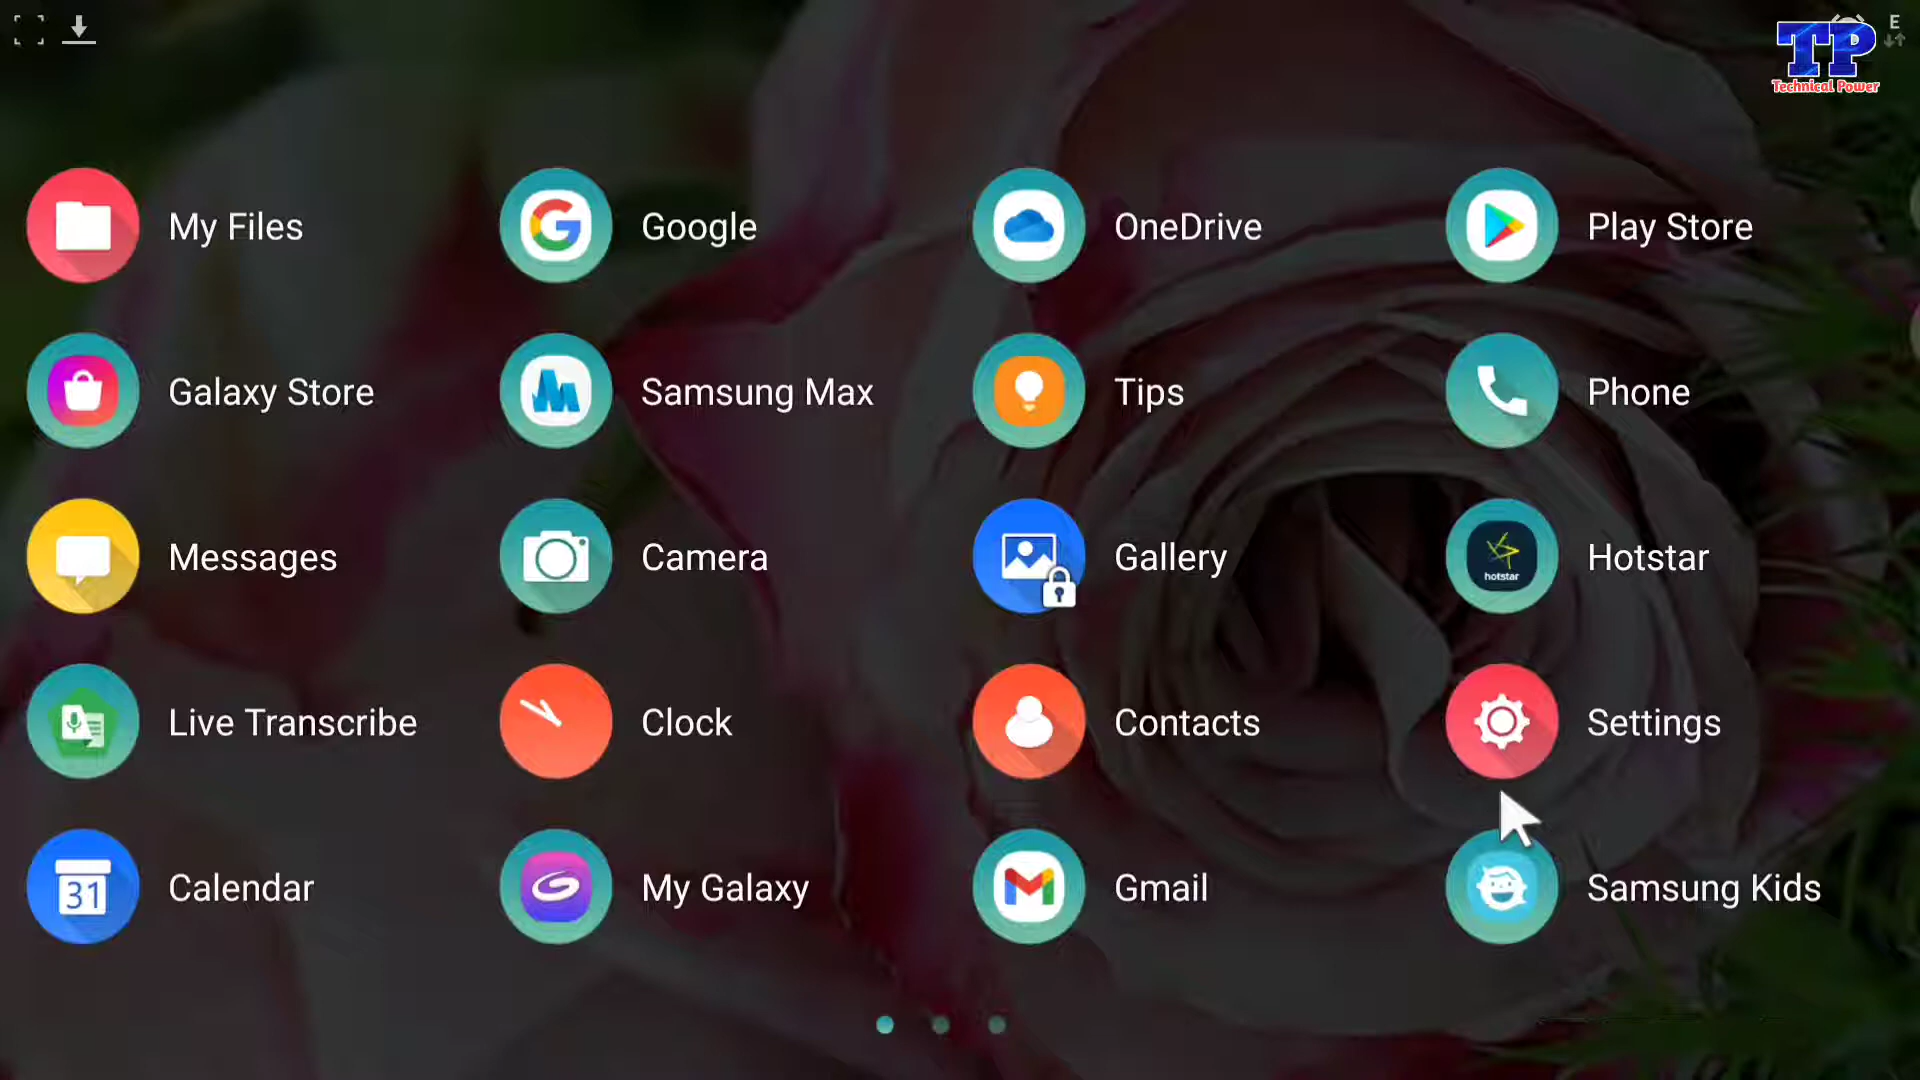 E
TP
Technical Power
My Files
Google
OneDrive
Play Store
Galaxy Store
Samsung Max
Tips
Phone
Messages
Camera
Gallery
hotstar
Hotstar
Live Transcribe
Clock
Contacts
Settings
31
Calendar
My Galaxy
Gmail
Samsung Kids